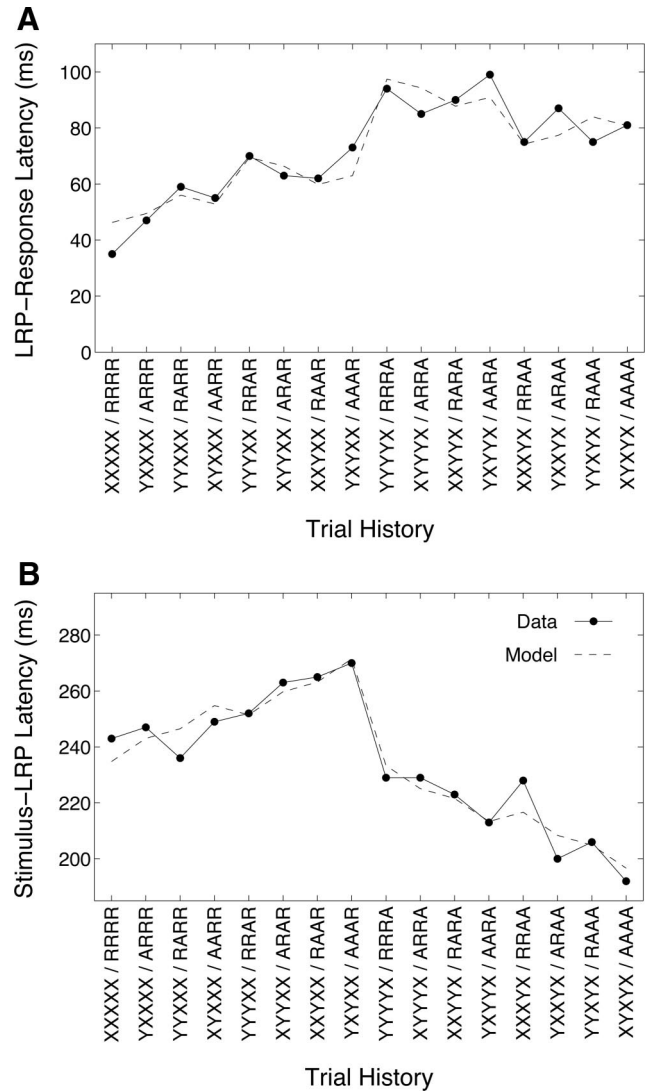 A
LRP−Response Latency (ms)
100
80
60
40
20
0
XXXXX / RRRR
YXXXX / ARRR
YYXXX / RARR
XYXXX / AARR
YYYXX / RRAR
XYYXX / ARAR
XXYXX / RAAR
YXYXX / AAAR
YYYYX / RRRA
XYYYX / ARRA
XXYYX / RARA
YXYYX / AARA
XXXYX / RRAA
YXXYX / ARAA
YYXYX / RAAA
XYXYX / AAAA
Trial History
B
Stimulus−LRP Latency (ms)
280
260
240
220
200
Data
Model
XXXXX / RRRR
YXXXX / ARRR
YYXXX / RARR
XYXXX / AARR
YYYXX / RRAR
XYYXX / ARAR
XXYXX / RAAR
YXYXX / AAAR
YYYYX / RRRA
XYYYX / ARRA
XXYYX / RARA
YXYYX / AARA
XXXYX / RRAA
YXXYX / ARAA
YYXYX / RAAA
XYXYX / AAAA
Trial History